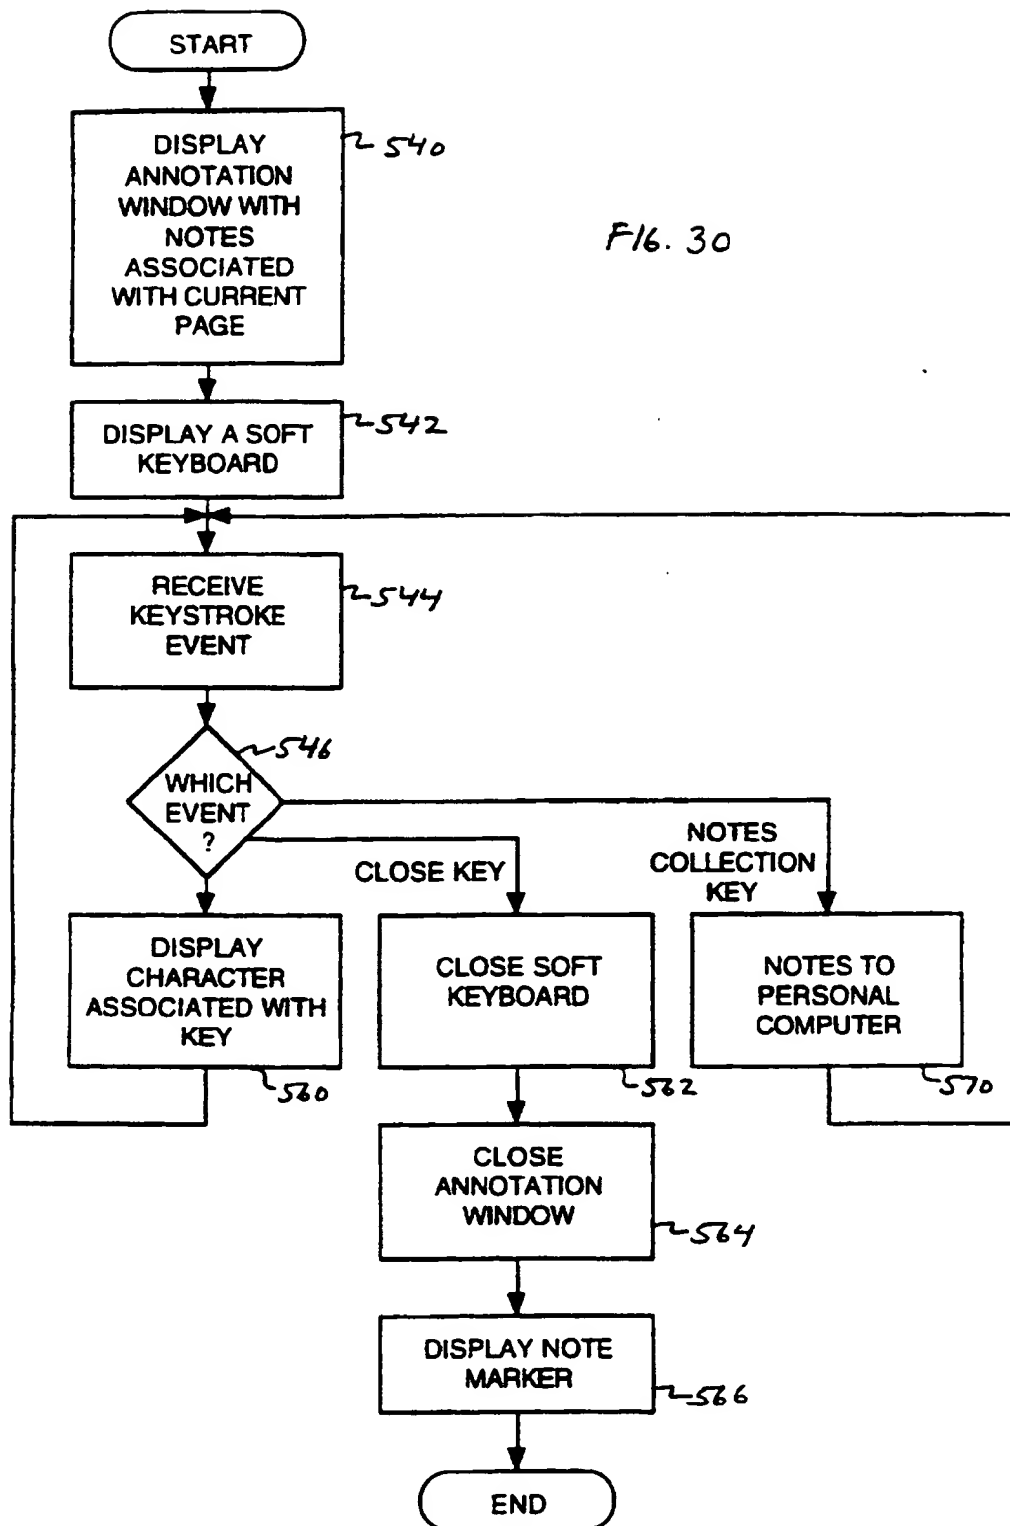 START
DISPLAY
ANNOTATION
WINDOW WITH
NOTES
ASSOCIATED
WITH CURRENT
PAGE
540
FIG. 30
DISPLAY A SOFT
KEYBOARD
542
RECEIVE
KEYSTROKE
EVENT
544
WHICH
EVENT
?
546
CLOSE KEY
NOTES
COLLECTION
KEY
DISPLAY
CHARACTER
ASSOCIATED WITH
KEY
560
CLOSE SOFT
KEYBOARD
562
NOTES TO
PERSONAL
COMPUTER
570
CLOSE
ANNOTATION
WINDOW
564
DISPLAY NOTE
MARKER
566
END